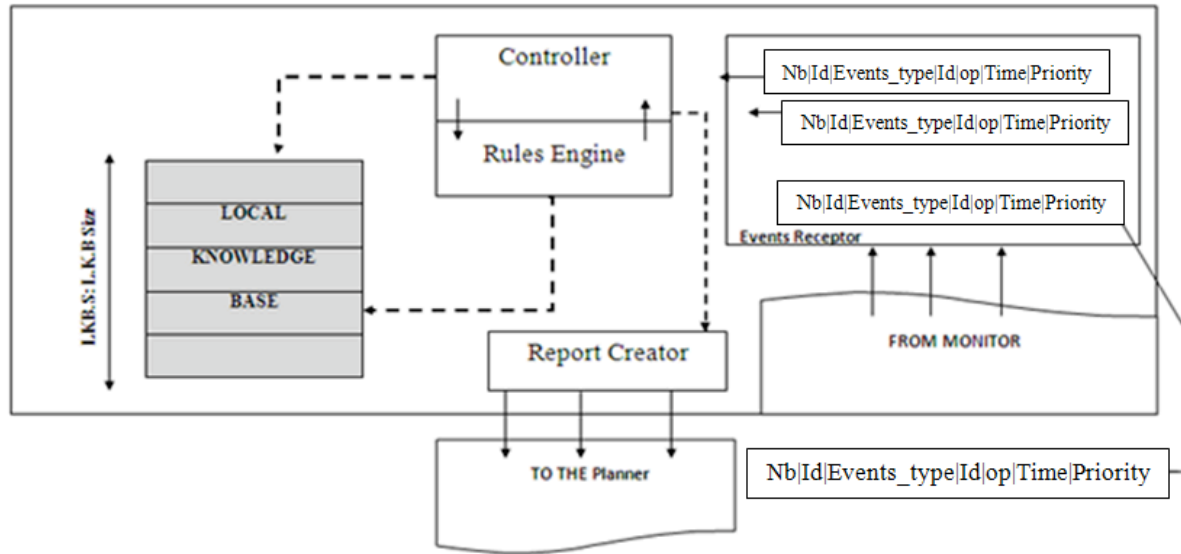 Controller
Rules Engine
Nb|Id|Events_type|Id|op|Time|Priority
Nb|Id|Events_type|Id|op|Time|Priority
Nb|Id|Events_type|Id|op|Time|Priority
Events Receptor
LKB.S: L.K.B Size
LOCAL
KNOWLEDGE
BASE
FROM MONITOR
Report Creator
TO THE Planner
Nb|Id|Events_type|Id|op|Time|Priority